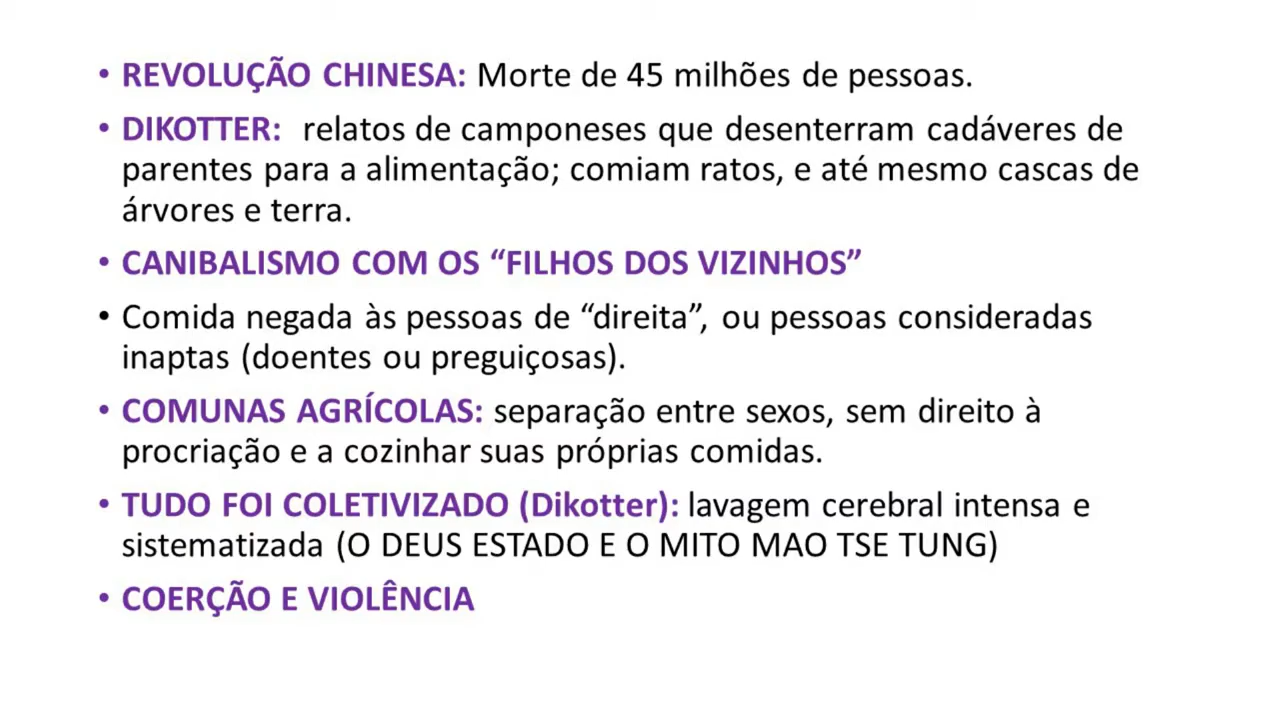 • REVOLUÇÃO CHINESA: Morte de 45 milhões de pessoas.
• DIKOTTER: relatos de camponeses que desenterram cadáveres de
parentes para a alimentação; comiam ratos, e até mesmo cascas de
árvores e terra.
• CANIBALISMO COM OS “FILHOS DOS VIZINHOS”
• Comida negada às pessoas de “direita”, ou pessoas consideradas
inaptas (doentes ou preguiçosas).
• COMUNAS AGRÍCOLAS: separação entre sexos, sem direito à
procriação e a cozinhar suas próprias comidas.
• TUDO FOI COLETIVIZADO (Dikotter): lavagem cerebral intensa e
sistematizada (O DEUS ESTADO E O MITO MAO TSE TUNG)
• COERÇÃO E VIOLÊNCIA